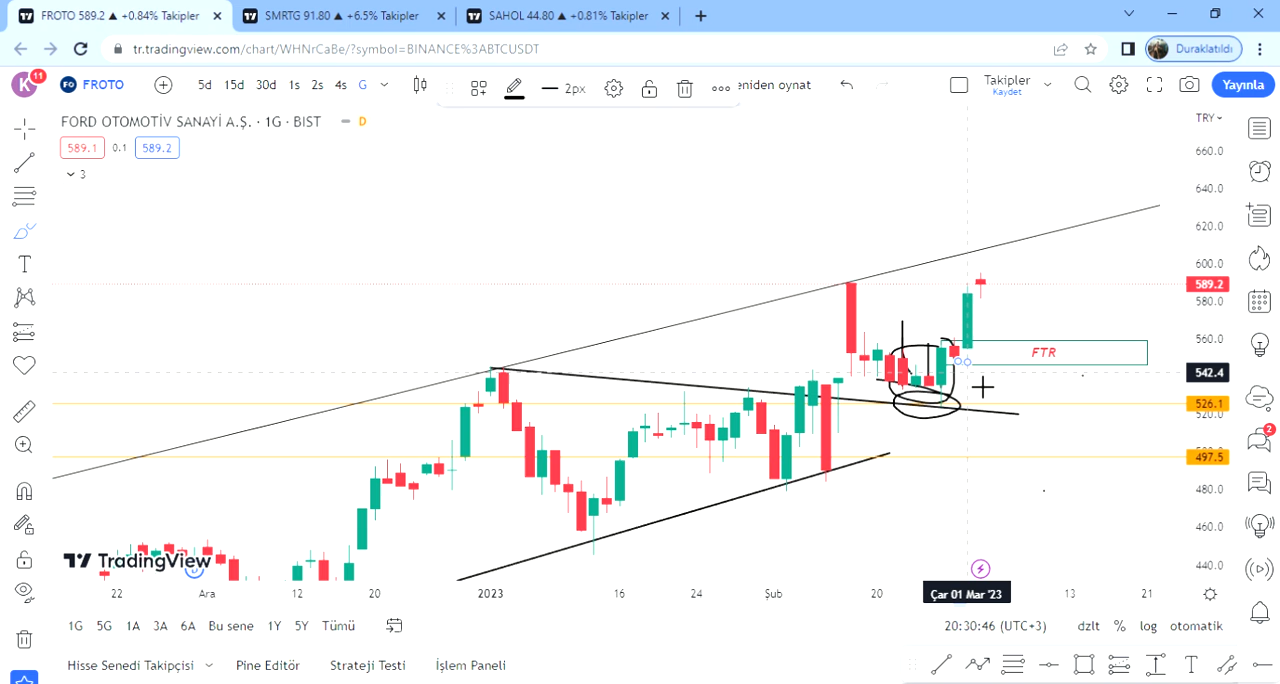 FROTO 589.2 ▲ +0.84% Takipler
SMRTG 91.80 ▲ +6.5% Takipler
SAHOL 44.80 ▲ +0.81% Takipler
tr.tradingview.com/chart/WHNrCaBe/?symbol=BINANCE%3ABTCUSDT
Duraklatıldı
K 11
FO FROTO
5d 15d 30d 1s 2s 4s G
2px
eniden oynat
Takipler
Kaydet
Yayınla
FORD OTOMOTİV SANAYİ A.Ş. · 1G · BIST
D
TRY
589.1 0.1 589.2
3
660.0
640.0
620.0
600.0
589.2
580.0
560.0
FTR
542.4
526.1
520.0
497.5
480.0
460.0
440.0
2
TradingView
22 Ara 12 20 2023 16 24 Şub 20 Çar 01 Mar '23 13 21
1G 5G 1A 3A 6A Bu sene 1Y 5Y Tümü
20:30:46 (UTC+3) dzlt % log otomatik
Hisse Senedi Takipçisi Pine Editör Strateji Testi İşlem Paneli